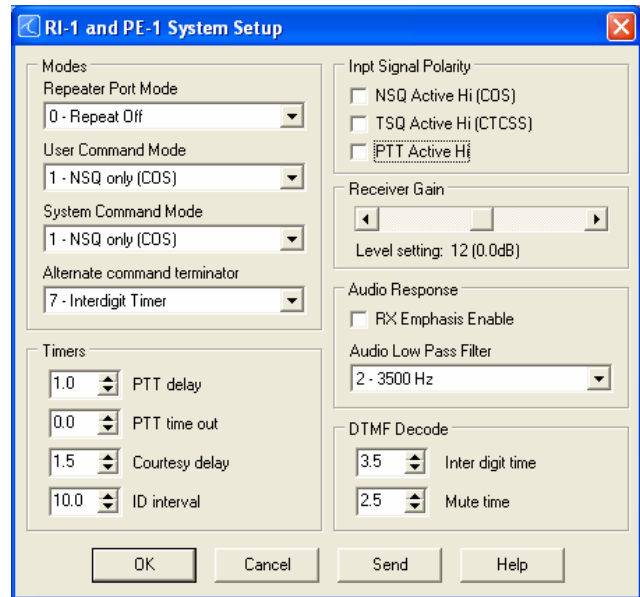 RI-1 and PE-1 System Setup
Modes
Repeater Port Mode
0 - Repeat Off
User Command Mode
1 - NSQ only (COS)
System Command Mode
1 - NSQ only (COS)
Alternate command terminator
7 - Interdigit Timer
Timers
1.0 PTT delay
0.0 PTT time out
1.5 Courtesy delay
10.0 ID interval
Inpt Signal Polarity
NSQ Active Hi (COS)
TSQ Active Hi (CTCSS)
PTT Active Hi
Receiver Gain
Level setting: 12 (0.0dB)
Audio Response
RX Emphasis Enable
Audio Low Pass Filter
2 - 3500 Hz
DTMF Decode
3.5 Inter digit time
2.5 Mute time
OK Cancel Send Help